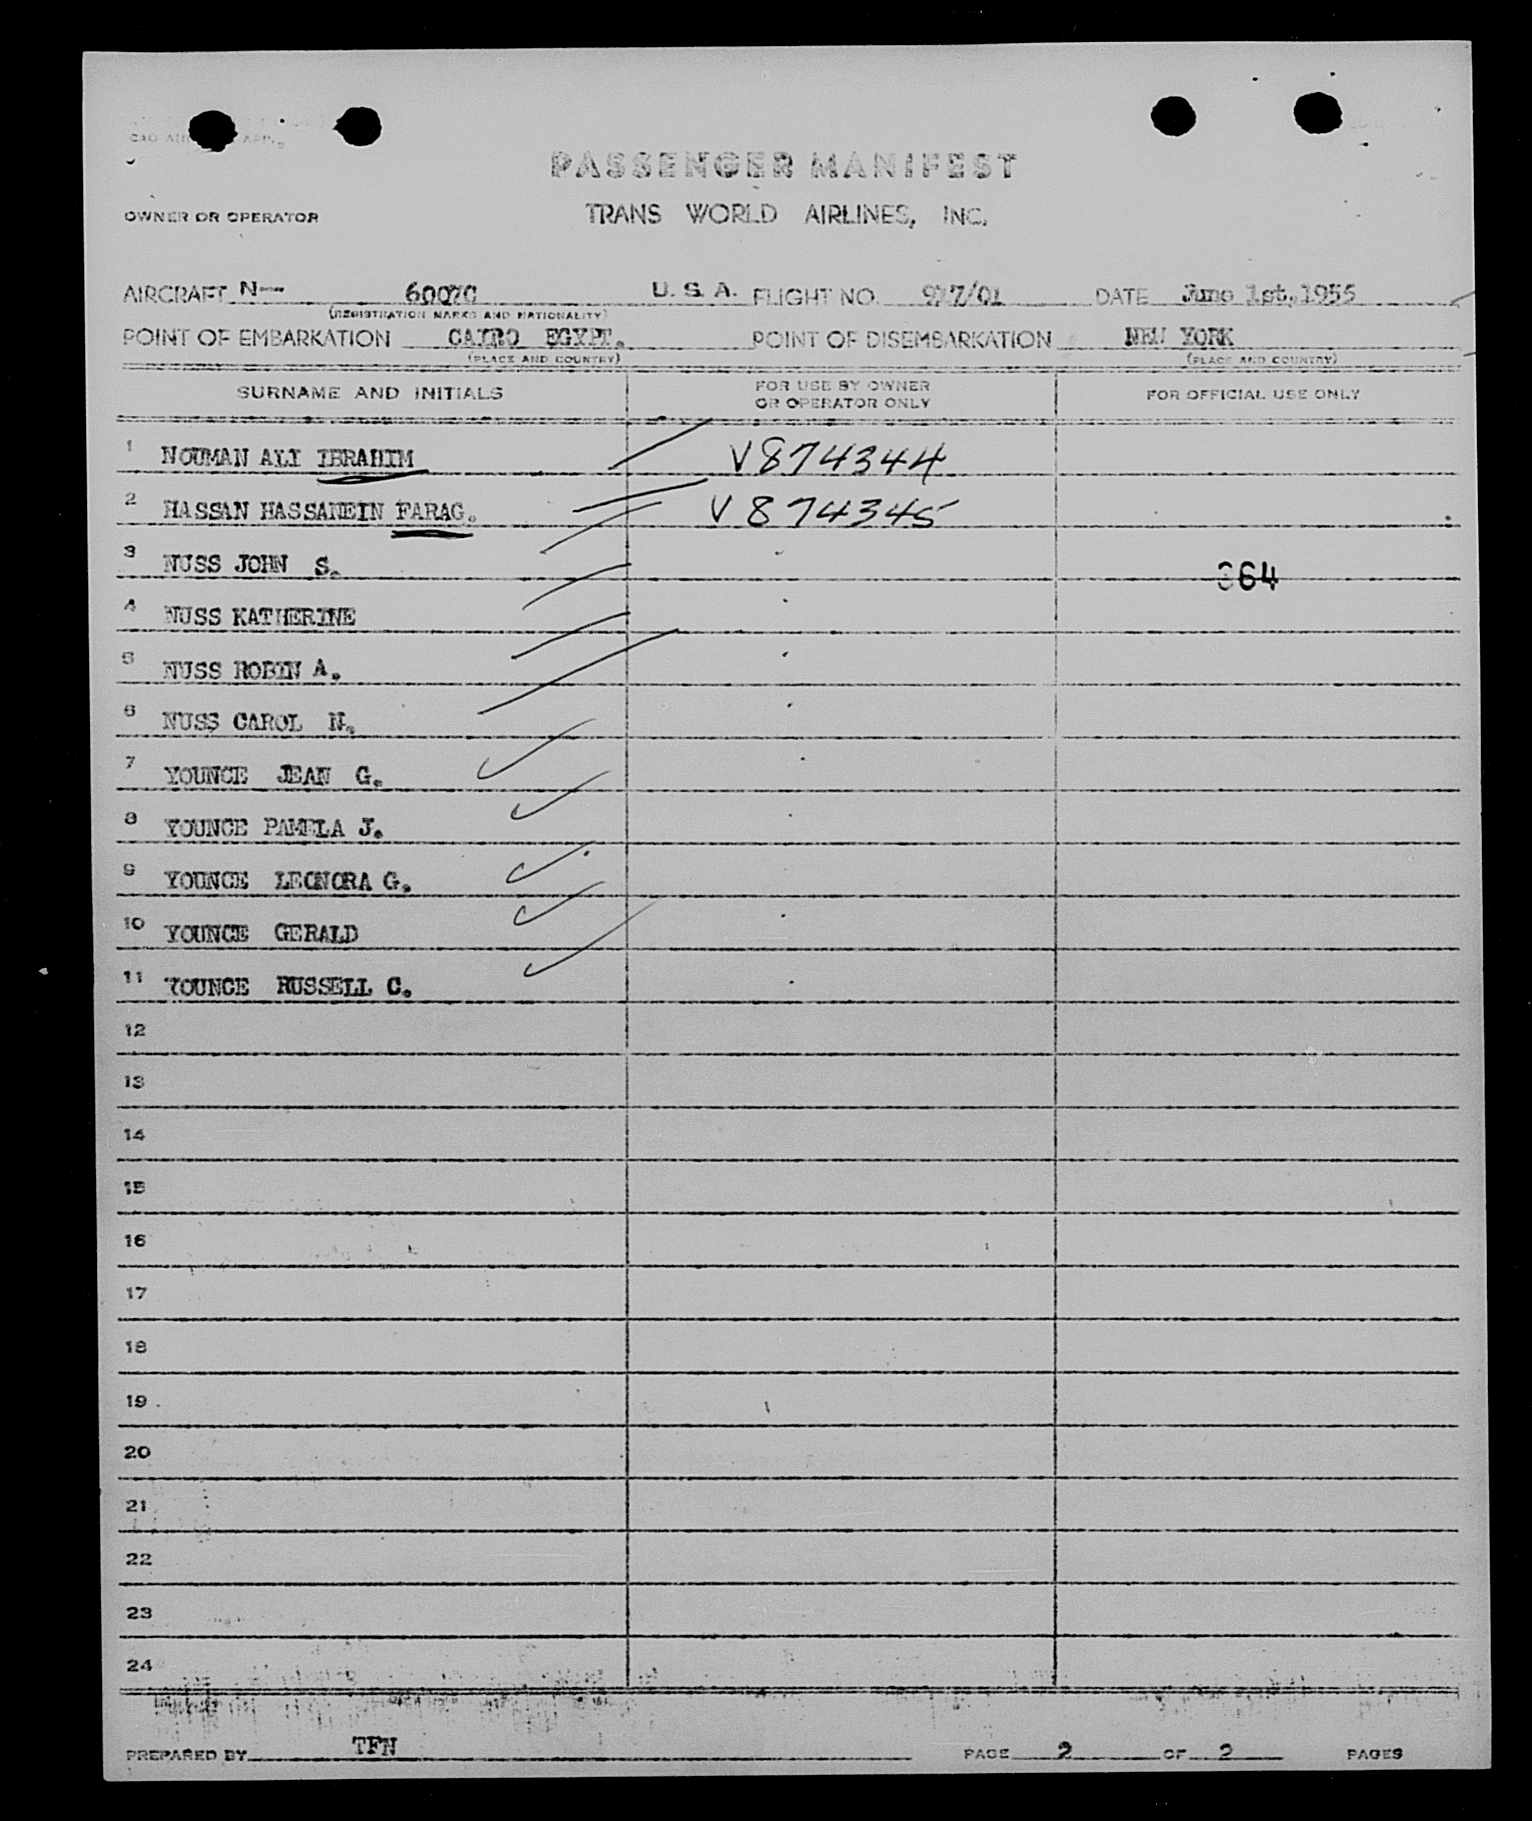 PASSENGER MANIFEST
OWNER OR OPERATOR
TRANS WORLD AIRLINES, INC.
AIRCRAFT N-- 6007C U. S. A. FLIGHT NO. 927/01 DATE June 1st, 1955
(REGISTRATION MARKS AND NATIONALITY)
POINT OF EMBARKATION CAIRO EGYPT. POINT OF DISEMBARKATION NEW YORK
(PLACE AND COUNTRY) (PLACE AND COUNTRY)
SURNAME AND INITIALS FOR USE BY OWNER OR OPERATOR ONLY FOR OFFICIAL USE ONLY
1 NOUMAN ALI IBRAHIM V874344
2 HASSAN HASSANEIN FARAG. V874345
3 NUSS JOHN S.
364
4 NUSS KATHERINE
5 NUSS ROBIN A.
6 NUSS CAROL N.
7 YOUNCE JEAN G.
8 YOUNCE PAMELA J.
9 YOUNCE LEONORA G.
10 YOUNCE GERALD
11 YOUNCE RUSSELL C.
12
13
14
15
16
17
18
19
20
21
22
23
24
PREPARED BY TFN PAGE 2 OF 2 PAGES